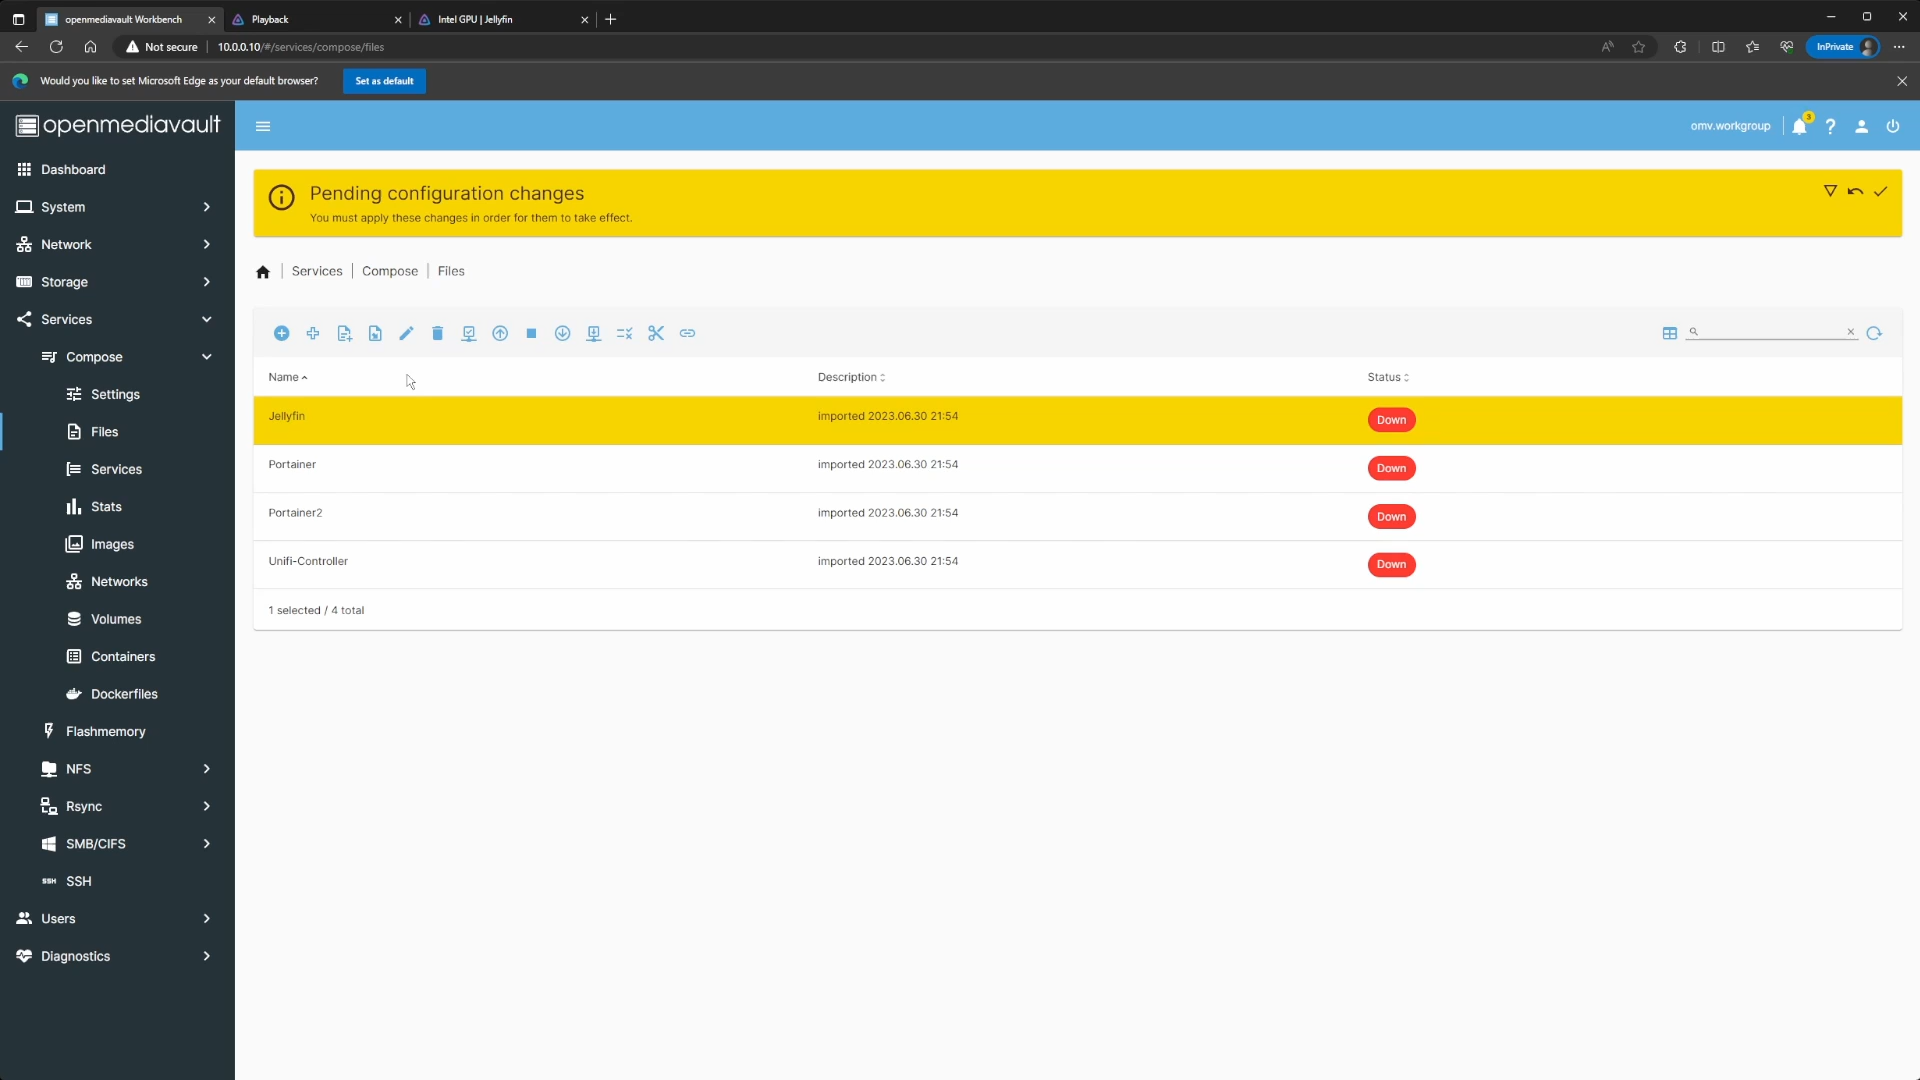 openmediavault Workbench
Playback
Intel GPU | Jellyfin
Not secure
10.0.0.10/#/services/compose/files
InPrivate
Would you like to set Microsoft Edge as your default browser?
Set as default
openmediavault
omv.workgroup
3
Dashboard
System
Network
Storage
Services
Compose
Settings
Files
Services
Stats
Images
Networks
Volumes
Containers
Dockerfiles
Flashmemory
NFS
Rsync
SMB/CIFS
SSH
SSH
Users
Diagnostics
Pending configuration changes
You must apply these changes in order for them to take effect.
Services | Compose | Files
Name
Description
Status
Jellyfin
imported 2023.06.30 21:54
Down
Portainer
imported 2023.06.30 21:54
Down
Portainer2
imported 2023.06.30 21:54
Down
Unifi-Controller
imported 2023.06.30 21:54
Down
1 selected / 4 total